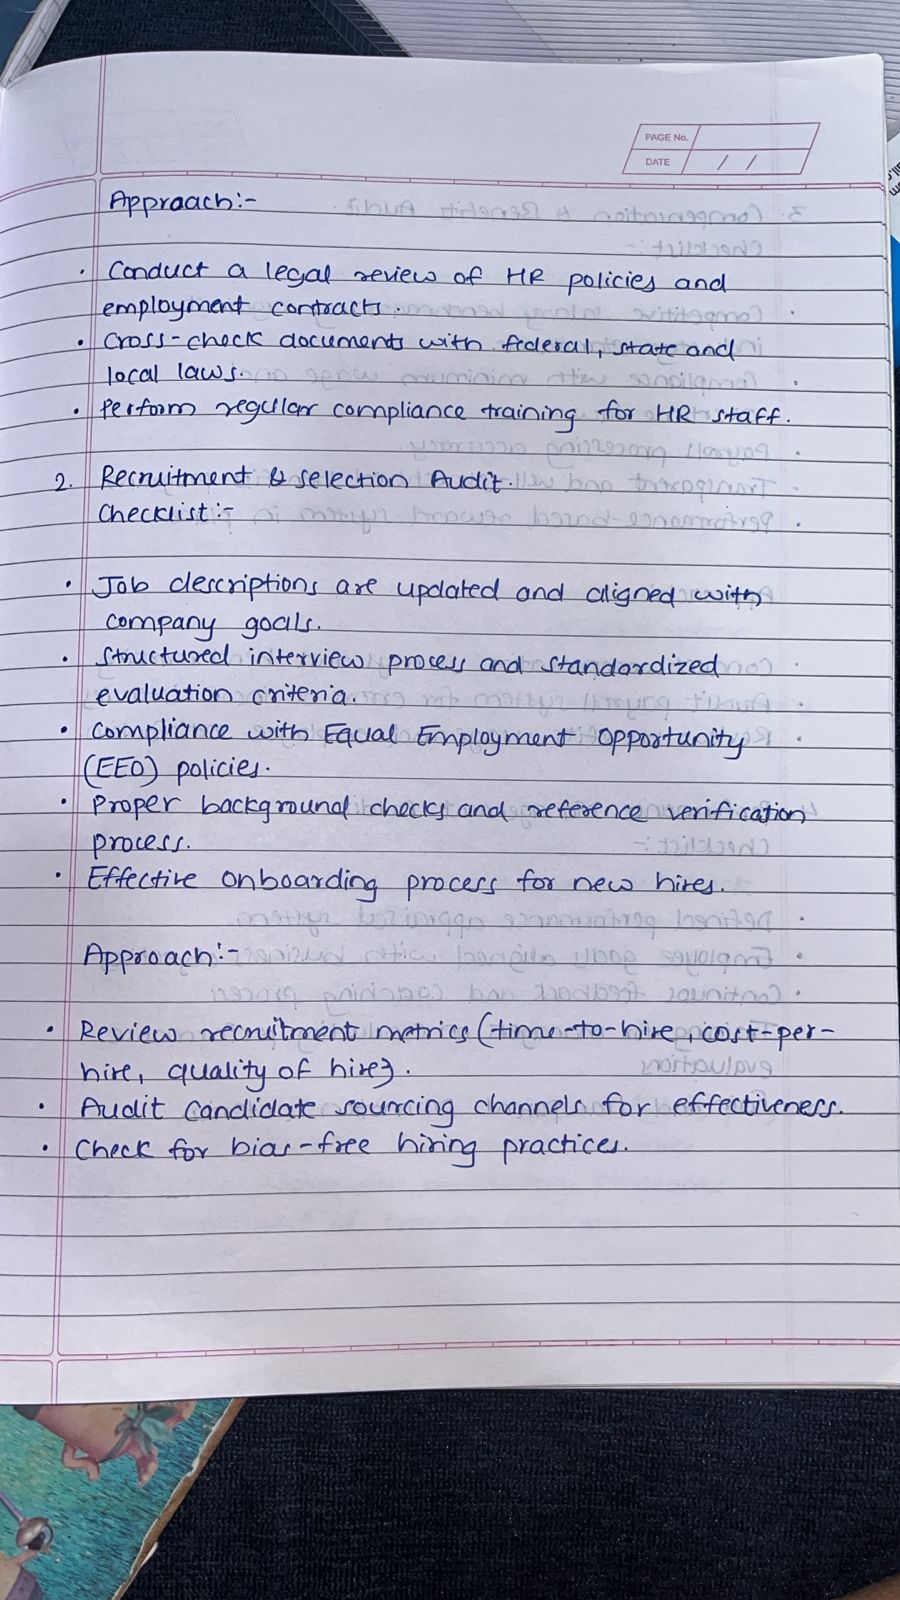 PAGE No.
DATE / /
Appraach:-
• Conduct a legal review of HR policies and
employment contracts.
• Cross-check documents with federal, state and
local laws.
• Perform regular compliance training for HR staff.
2. Recruitment & selection Audit.
Checklist:-
• Job descriptions are updated and aligned with
company goals.
• Structured interview process and standardized
evaluation criteria.
• Compliance with Equal Employment Opportunity
(EEO) policies.
• Proper background checks and reference verification
process.
• Effective onboarding process for new hires.
Approach:-
• Review recruitment metrics (time-to-hire, cost-per-
hire, quality of hire).
• Audit candidate sourcing channels for effectiveness.
• Check for bias-free hiring practices.